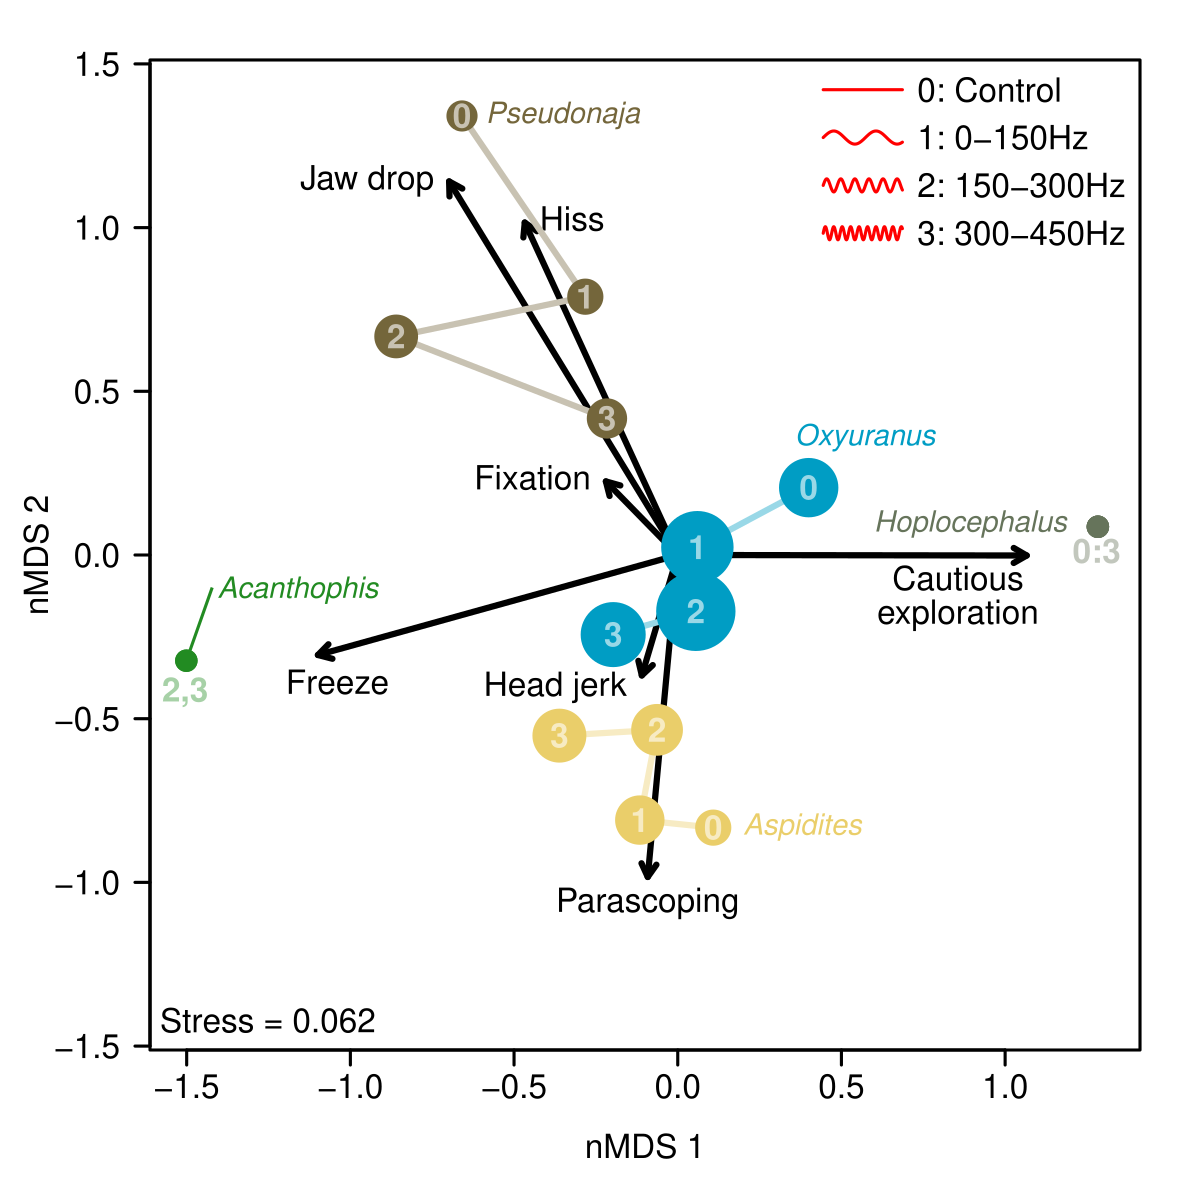 1.5
1.0
0.5
0.0
−0.5
−1.0
−1.5
nMDS 2
0: Control
1: 0−150Hz
2: 150−300Hz
3: 300−450Hz
0 Pseudonaja
Jaw drop
Hiss
1
2
3
Oxyuranus
Fixation
0
Hoplocephalus
0:3
1
Cautious
exploration
Acanthophis
2,3
2
3
Freeze
Head jerk
3
2
1
0
Aspidites
Parascoping
Stress = 0.062
−1.5
−1.0
−0.5
0.0
0.5
1.0
nMDS 1